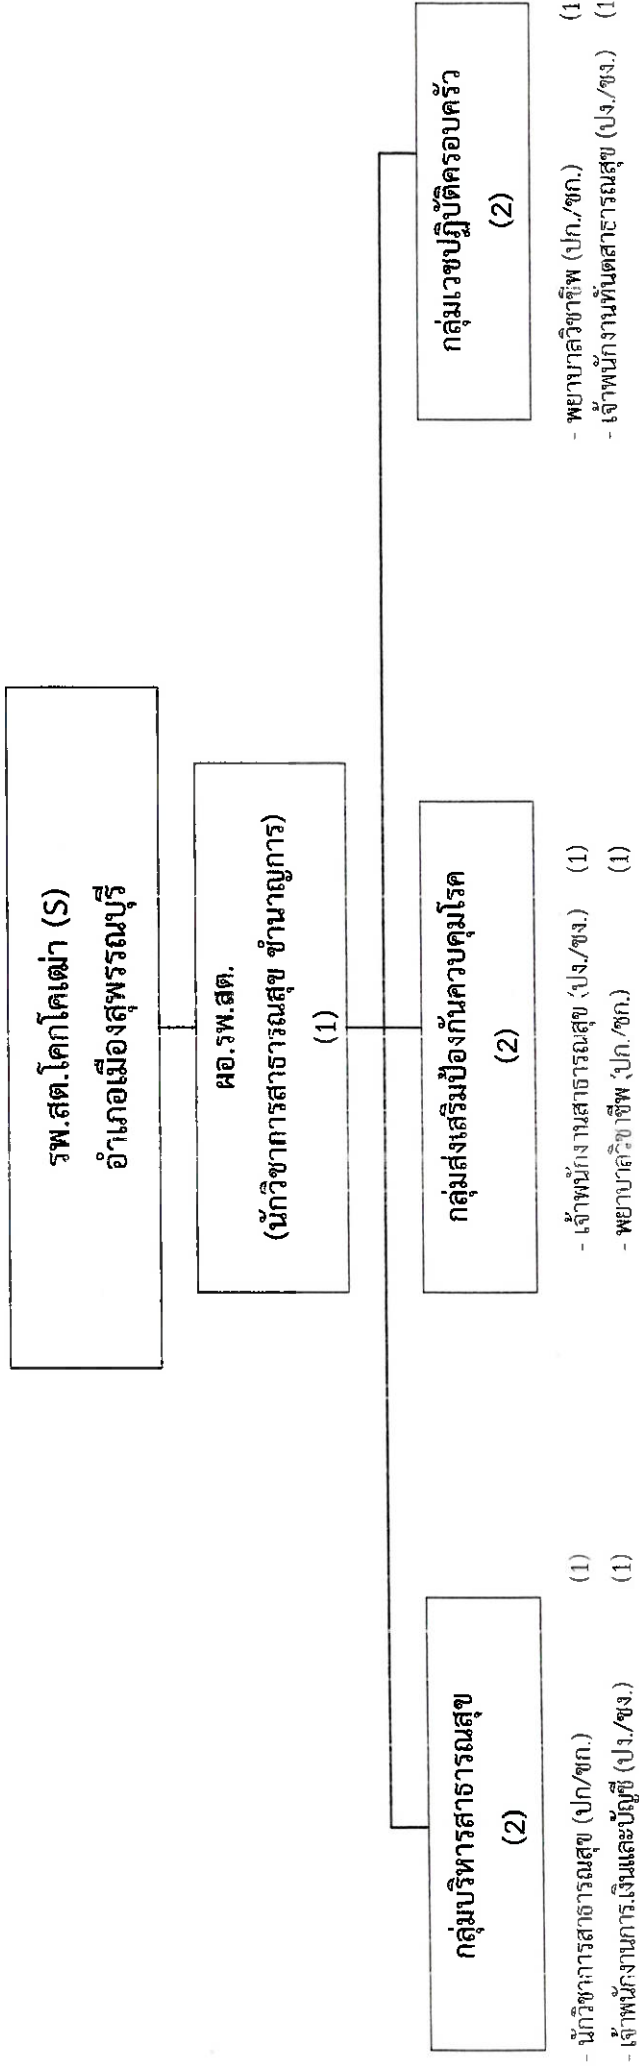 รพ.สต.โคกโคเฒ่า (S)
อำเภอเมืองสุพรรณบุรี
ผอ.รพ.สต.
(นักวิชาการสาธารณสุข ชำนาญการ)
(1)
กลุ่มบริหารสาธารณสุข
(2)
- นักวิชาการสาธารณสุข (ปก/ชก.) (1)
- เจ้าพนักงานการเงินและบัญชี (ปง./ชง.) (1)
กลุ่มส่งเสริมป้องกันควบคุมโรค
(2)
- เจ้าพนักงานสาธารณสุข (ปง./ชง.) (1)
- พยาบาลวิชาชีพ (ปก./ชก.) (1)
กลุ่มเวชปฏิบัติครอบครัว
(2)
- พยาบาลวิชาชีพ (ปก./ชก.) (1
- เจ้าพนักงานทันตสาธารณสุข (ปง./ชง.) (1